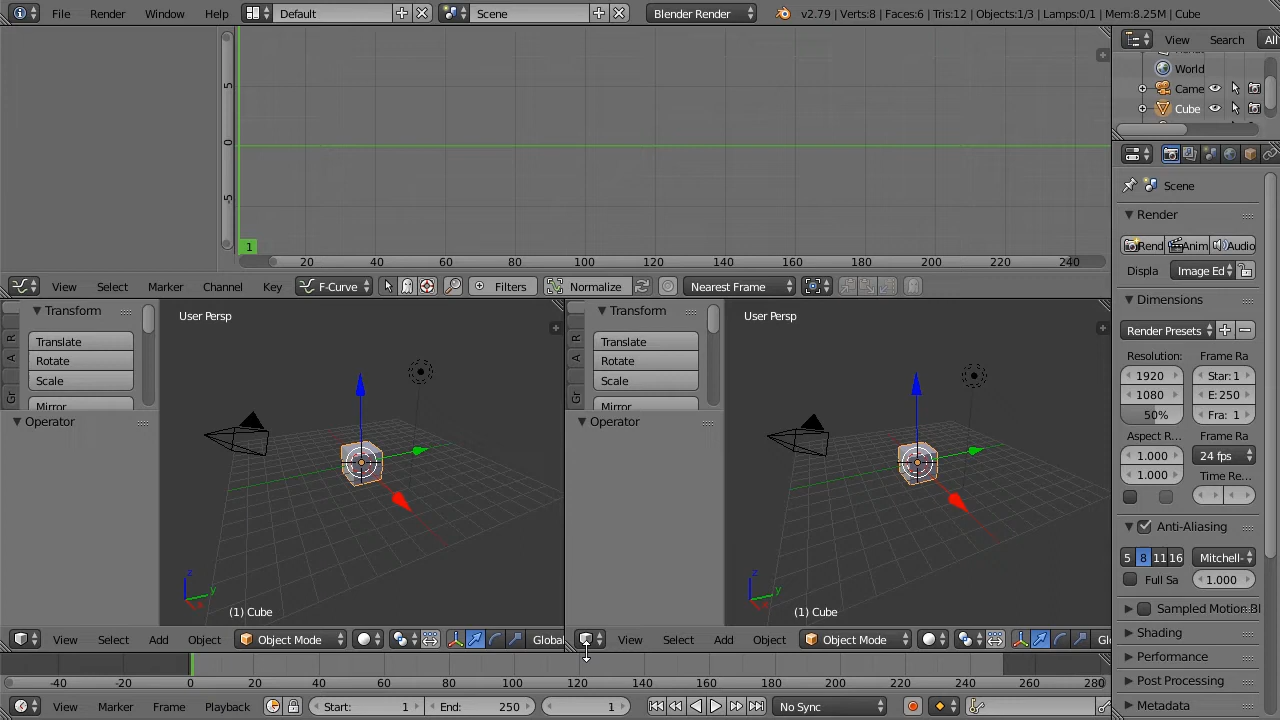 File Render Window Help Default Scene Blender Render v2.79 | Verts:8 | Faces:6 | Tris:12 | Objects:1/3 | Lamps:0/1 | Mem:8.25M | Cube
View Search All
World
Came
Cube
5
0
-5
1
20 40 60 80 100 120 140 160 180 200 220 240
View Select Marker Channel Key F-Curve Filters Normalize Nearest Frame
Scene
Render
Rend Anim Audio
Displa Image Ed
Dimensions
Render Presets
Resolution: Frame Ra
1920 Star: 1
1080 E: 250
50% Fra: 1
Aspect R... Frame Ra
1.000 24 fps
1.000 Time Re...
Anti-Aliasing
5 8 11 16 Mitchell-
Full Sa 1.000
Sampled Motion Bl
Shading
Performance
Post Processing
Metadata
Transform
Translate
Rotate
Scale
Mirror
R
A
Gr
Operator
User Persp
z
y
(1) Cube
View Select Add Object Object Mode Global
Transform
Translate
Rotate
Scale
Mirror
R
A
Gr
Operator
User Persp
z
y
(1) Cube
View Select Add Object Object Mode Gl
-40 -20 0 20 40 60 80 100 120 140 160 180 200 220 240 260 280
View Marker Frame Playback Start: 1 End: 250 1 No Sync